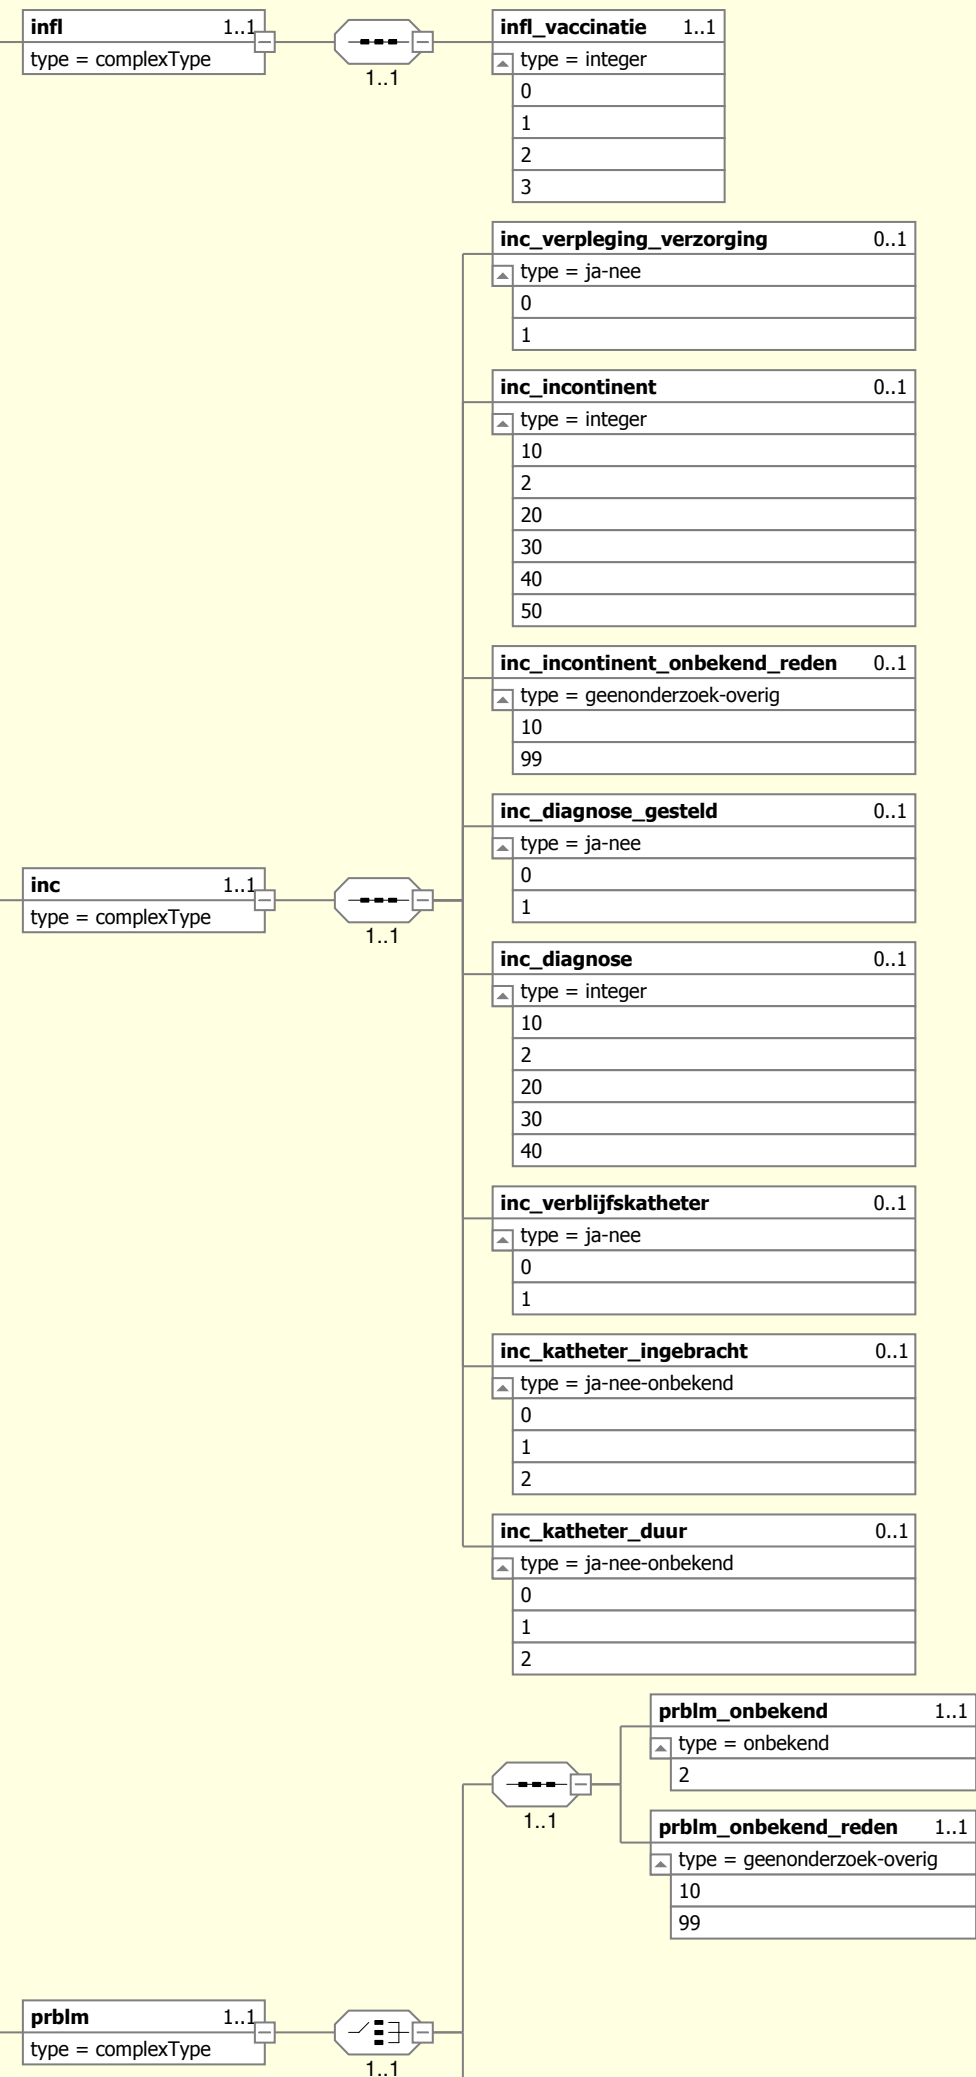 infl 1..1
type = complexType
1..1
infl_vaccinatie 1..1
type = integer
0
1
2
3
inc_verpleging_verzorging 0..1
type = ja-nee
0
1
inc_incontinent 0..1
type = integer
10
2
20
30
40
50
inc_incontinent_onbekend_reden 0..1
type = geenonderzoek-overig
10
99
inc_diagnose_gesteld 0..1
type = ja-nee
0
1
inc 1..1
type = complexType
1..1
inc_diagnose 0..1
type = integer
10
2
20
30
40
inc_verblijfskatheter 0..1
type = ja-nee
0
1
inc_katheter_ingebracht 0..1
type = ja-nee-onbekend
0
1
2
inc_katheter_duur 0..1
type = ja-nee-onbekend
0
1
2
prblm_onbekend 1..1
type = onbekend
2
1..1
prblm_onbekend_reden 1..1
type = geenonderzoek-overig
10
99
prblm 1..1
type = complexType
1..1